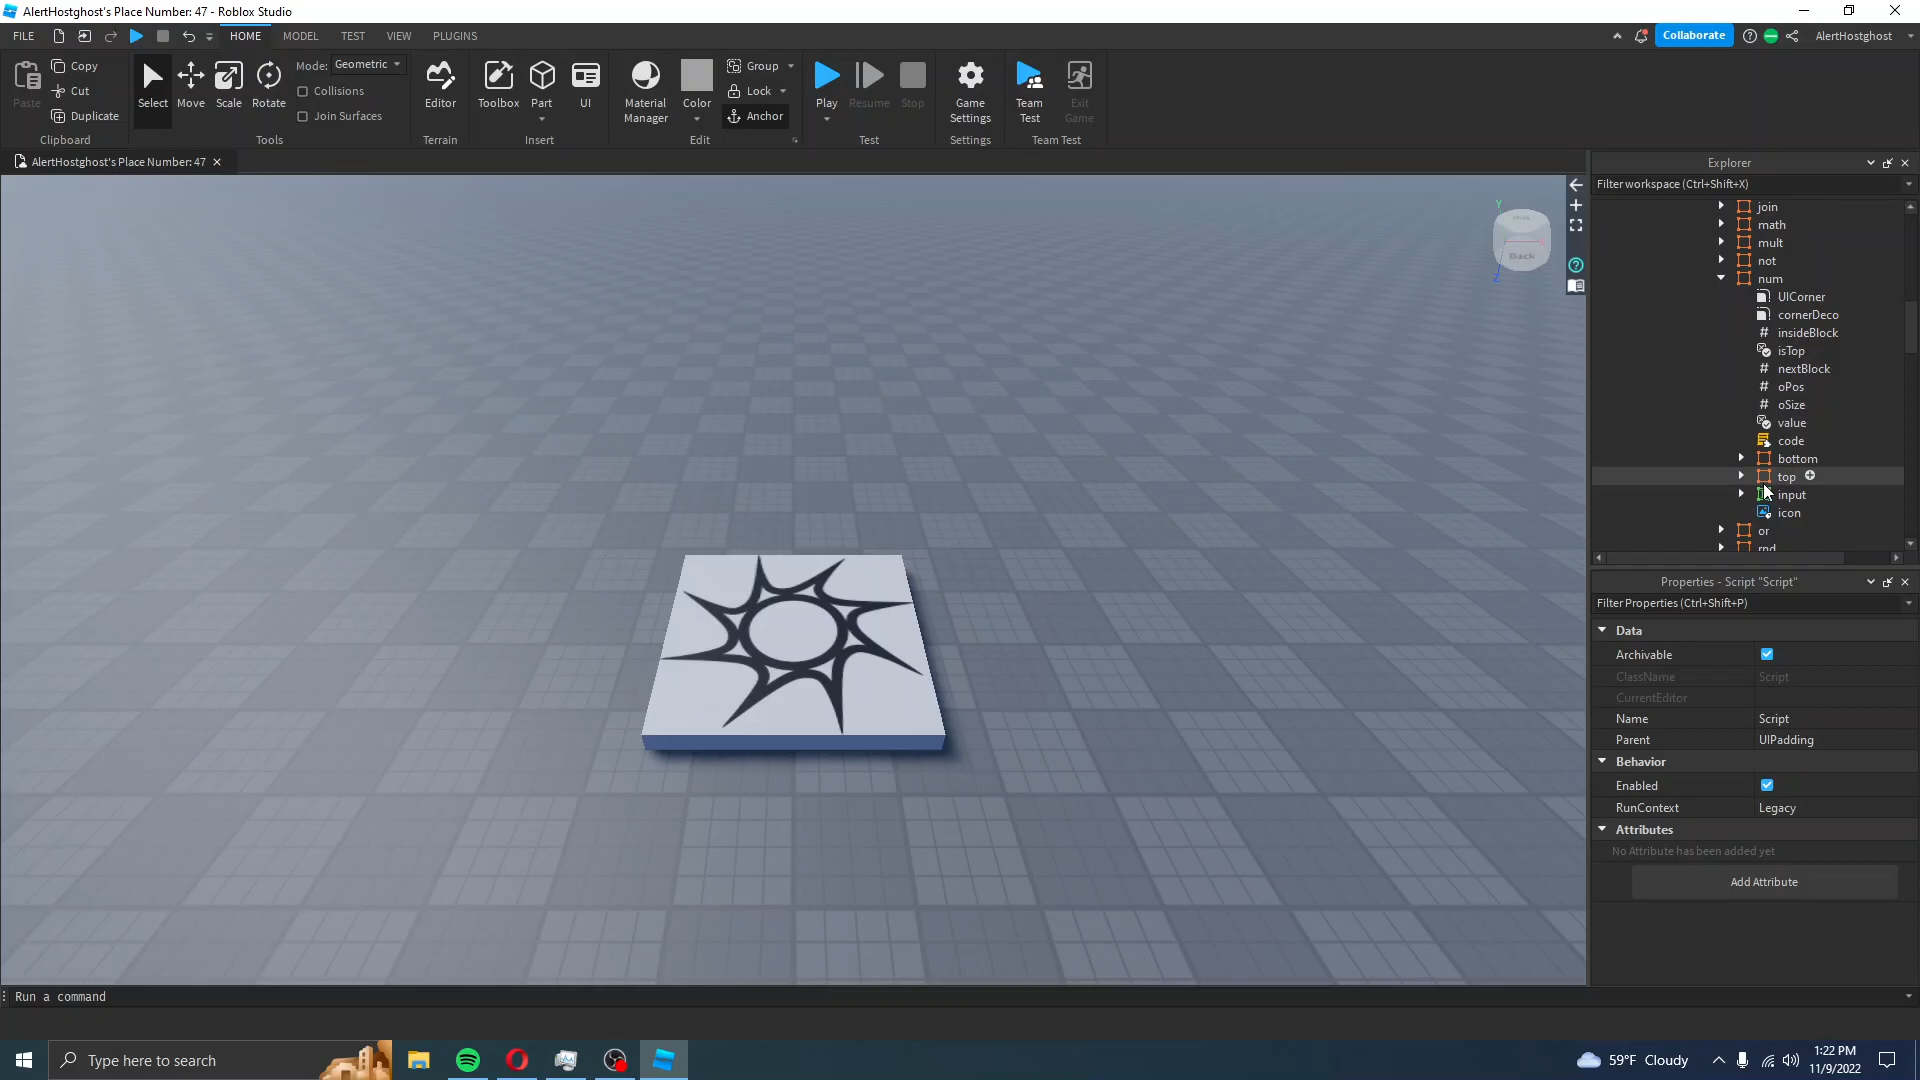 AlertHostghost's Place Number: 47 - Roblox Studio
FILE HOME MODEL TEST VIEW PLUGINS Collaborate AlertHostghost
Paste
Copy
Cut
Duplicate
Clipboard
Select Move Scale Rotate
Mode: Geometric
Collisions
Join Surfaces
Tools
Editor
Terrain
Toolbox Part UI
Insert
Material Manager
Color
Group
Lock
Anchor
Edit
Play Resume Stop
Test
Game Settings
Settings
Team Test
Exit Game
Team Test
AlertHostghost's Place Number: 47
Y
Back
Z
Explorer
Filter workspace (Ctrl+Shift+X)
join
math
mult
not
num
UICorner
cornerDeco
# insideBlock
isTop
# nextBlock
# oPos
# oSize
value
code
bottom
top
input
icon
or
rnd
Properties - Script "Script"
Filter Properties (Ctrl+Shift+P)
Data
Archivable
ClassName Script
CurrentEditor
Name Script
Parent UIPadding
Behavior
Enabled
RunContext Legacy
Attributes
No Attribute has been added yet
Add Attribute
Run a command
Type here to search
59°F Cloudy
1:22 PM
11/9/2022